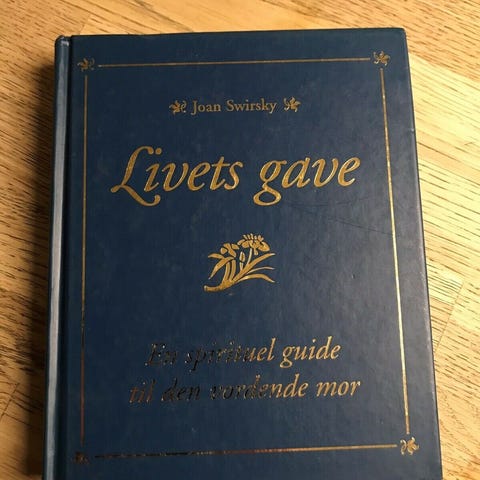 Joan Swirsky
Livets gave
En spirituel guide
til den vordende mor